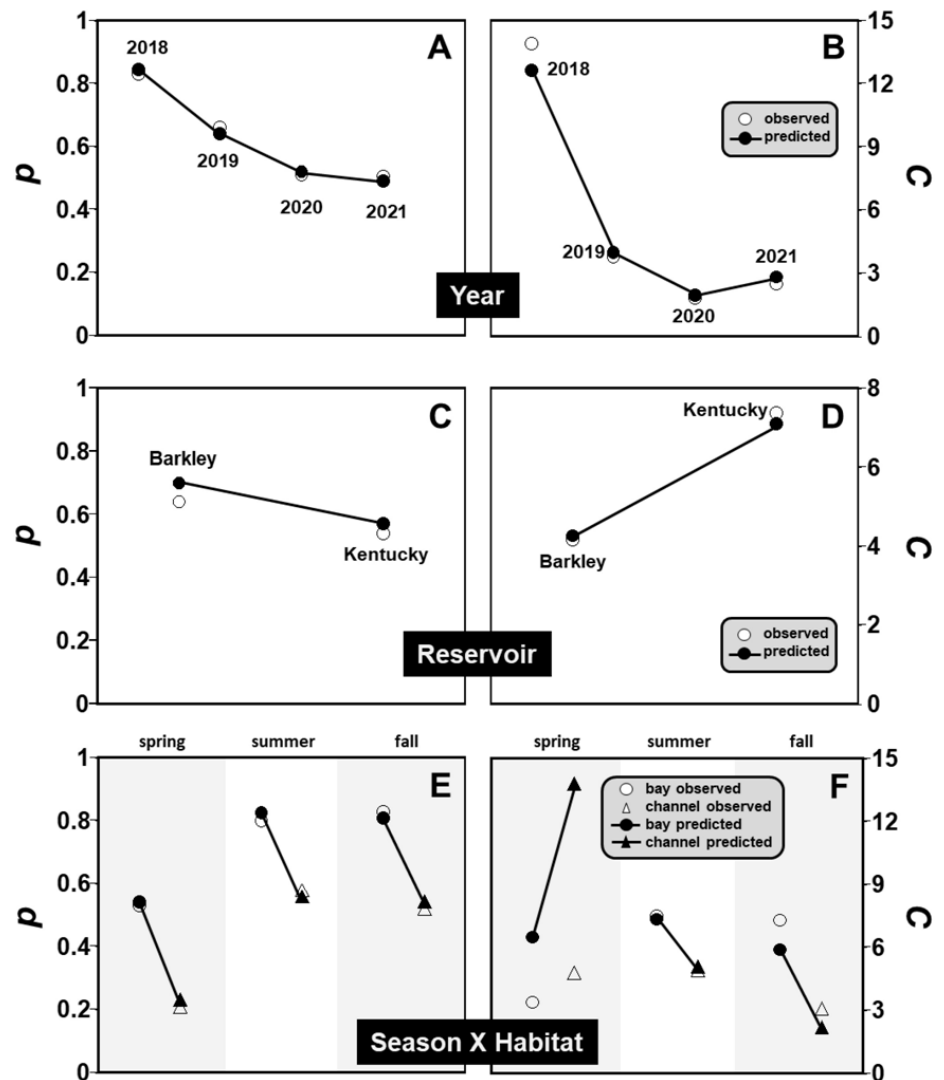 1
0.8
0.6
0.4
0.2
0
p
A
2018
2019
2020
2021
B
2018
2019
2020
2021
observed
predicted
15
12
9
6
3
0
C
Year
1
0.8
0.6
0.4
0.2
0
p
C
Barkley
Kentucky
D
Kentucky
Barkley
observed
predicted
8
6
4
2
0
C
Reservoir
spring summer fall
1
0.8
0.6
0.4
0.2
0
p
E
spring summer fall
F
bay observed
channel observed
bay predicted
channel predicted
15
12
9
6
3
0
C
Season X Habitat